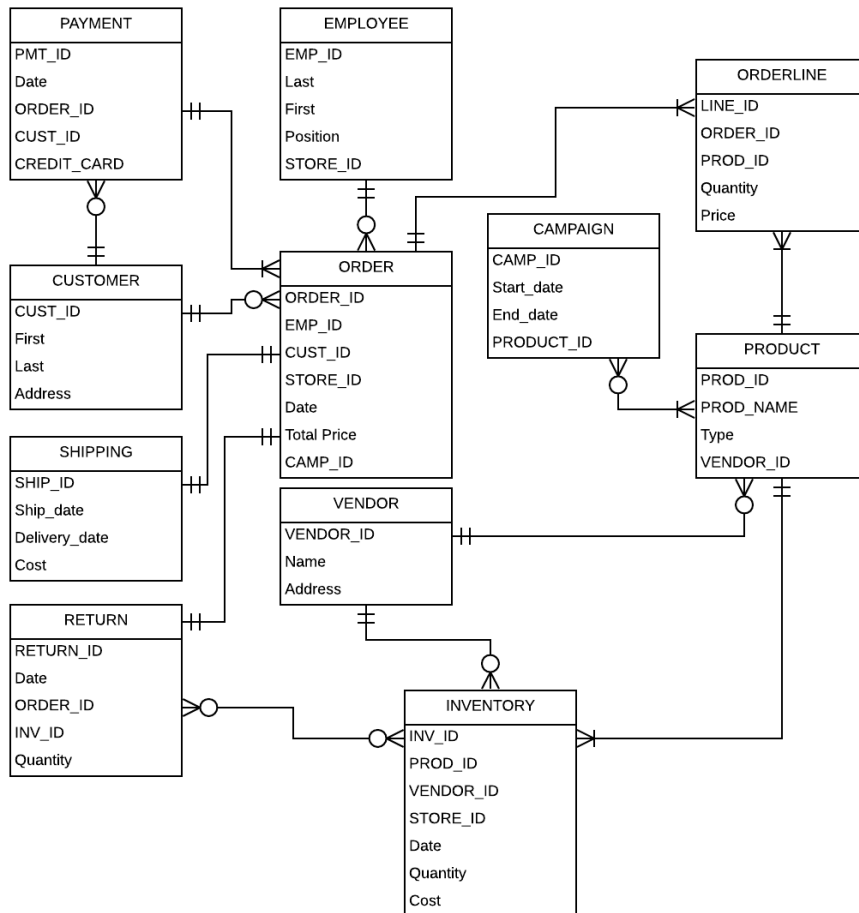 PAYMENT
PMT_ID
Date
ORDER_ID
CUST_ID
CREDIT_CARD
EMPLOYEE
EMP_ID
Last
First
Position
STORE_ID
ORDERLINE
LINE_ID
ORDER_ID
PROD_ID
Quantity
Price
CUSTOMER
CUST_ID
First
Last
Address
ORDER
ORDER_ID
EMP_ID
CUST_ID
STORE_ID
Date
Total Price
CAMP_ID
CAMPAIGN
CAMP_ID
Start_date
End_date
PRODUCT_ID
PRODUCT
PROD_ID
PROD_NAME
Type
VENDOR_ID
SHIPPING
SHIP_ID
Ship_date
Delivery_date
Cost
VENDOR
VENDOR_ID
Name
Address
RETURN
RETURN_ID
Date
ORDER_ID
INV_ID
Quantity
INVENTORY
INV_ID
PROD_ID
VENDOR_ID
STORE_ID
Date
Quantity
Cost